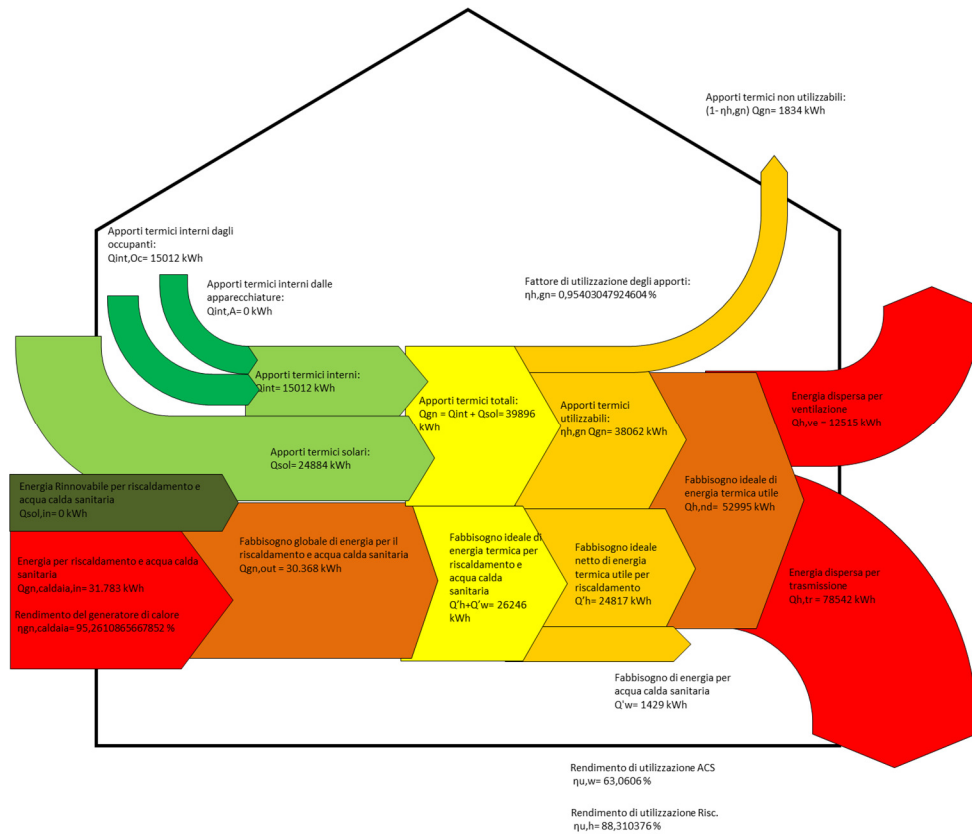 Apporti termici non utilizzabili:
(1- ηh,gn) Qgn= 1834 kWh
Apporti termici interni dagli
occupanti:
Qint,Oc= 15012 kWh
Apporti termici interni dalle
apparecchiature:
Qint,A= 0 kWh
Fattore di utilizzazione degli apporti:
ηh,gn= 0,95403047924604 %
Apporti termici interni:
Qint= 15012 kWh
Apporti termici totali:
Qgn = Qint + Qsol= 39896
kWh
Apporti termici
utilizzabili:
ηh,gn Qgn= 38062 kWh
Energia dispersa per
ventilazione
Qh,ve = 12515 kWh
Apporti termici solari:
Qsol= 24884 kWh
Energia Rinnovabile per riscaldamento e
acqua calda sanitaria
Qsol,in= 0 kWh
Fabbisogno ideale di
energia termica utile
Qh,nd= 52995 kWh
Energia per riscaldamento e acqua calda
sanitaria
Qgn,caldaia,in= 31.783 kWh
Rendimento del generatore di calore
ηgn,caldaia= 95,2610865667852 %
Fabbisogno globale di energia per il
riscaldamento e acqua calda sanitaria
Qgn,out = 30.368 kWh
Fabbisogno ideale di
energia termica per
riscaldamento e
acqua calda
sanitaria
Q'h+Q'w= 26246
kWh
Fabbisogno ideale
netto di energia
termica utile per
riscaldamento
Q'h= 24817 kWh
Energia dispersa per
trasmissione
Qh,tr= 78542 kWh
Fabbisogno di energia per
acqua calda sanitaria
Q'w= 1429 kWh
Rendimento di utilizzazione ACS
ηu,w= 63,0606 %
Rendimento di utilizzazione Risc.
ηu,h= 88,310376 %